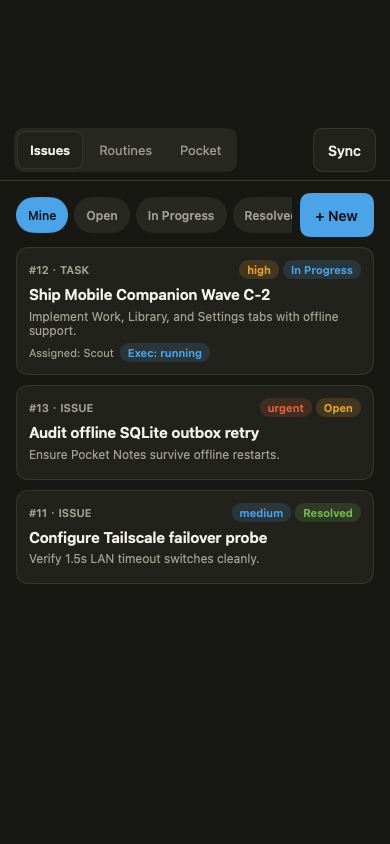 Issues Routines Pocket Sync
Mine Open In Progress Resolved + New
#12 · TASK high In Progress
Ship Mobile Companion Wave C-2
Implement Work, Library, and Settings tabs with offline
support.
Assigned: Scout Exec: running
#13 · ISSUE urgent Open
Audit offline SQLite outbox retry
Ensure Pocket Notes survive offline restarts.
#11 · ISSUE medium Resolved
Configure Tailscale failover probe
Verify 1.5s LAN timeout switches cleanly.